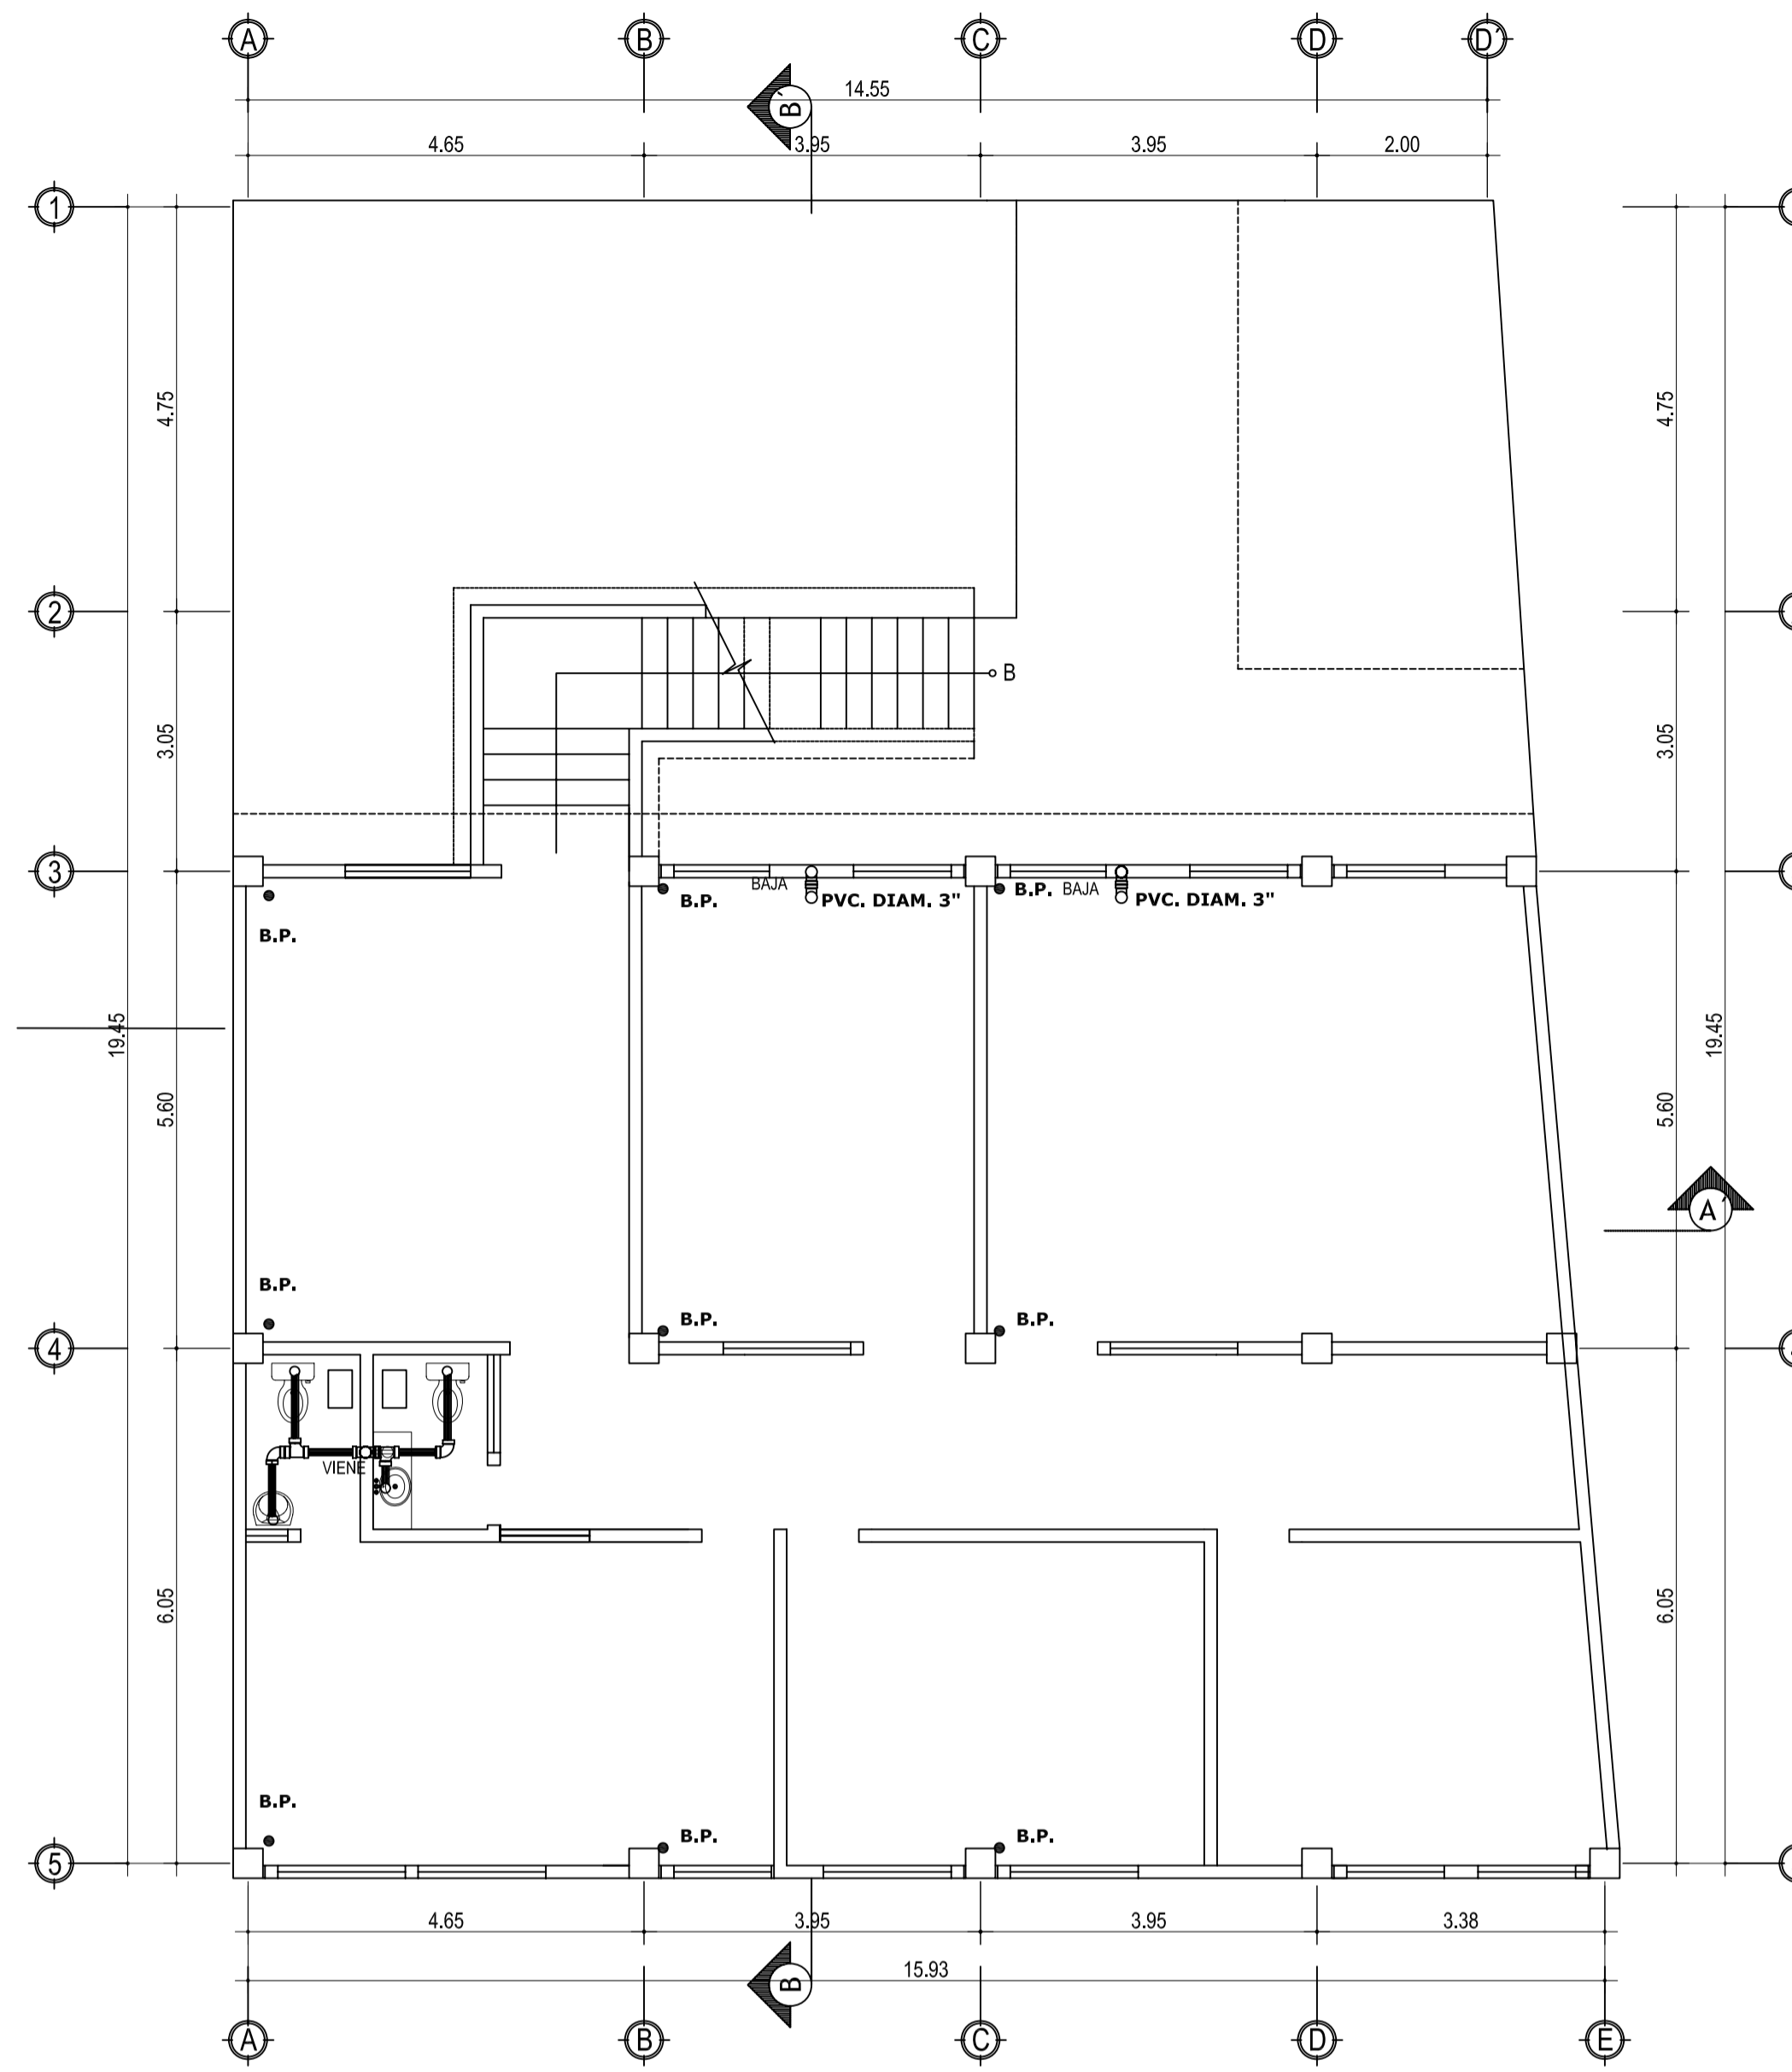 A B C D D´
14.55
B´
4.65 3.95 3.95 2.00
1
4.75 4.75
2
B
3.05 3.05
3
BAJA B.P. BAJA
B.P. PVC. DIAM. 3" PVC. DIAM. 3"
B.P.
19.45 19.45
5.60 5.60
A´
B.P.
B.P. B.P.
4
VIENE
6.05 6.05
B.P.
B.P. B.P.
5
4.65 3.95 3.95 3.38
15.93
B
A B C D E